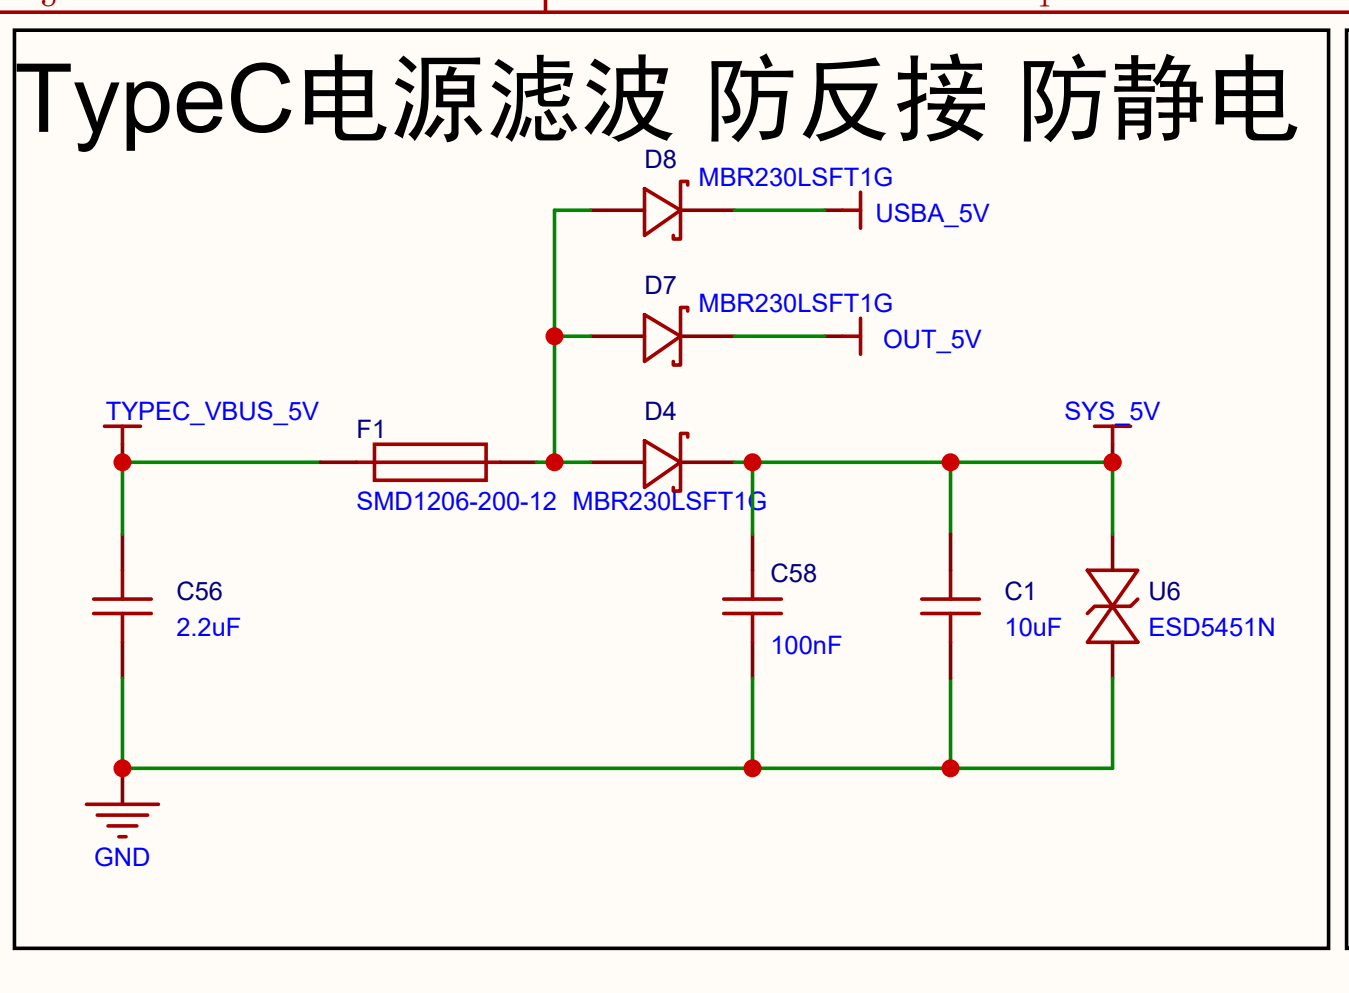 TypeC电源滤波 防反接 防静电
D8
MBR230LSFT1G
USBA_5V
D7
MBR230LSFT1G
OUT_5V
TYPEC_VBUS_5V
F1
SMD1206-200-12
D4
MBR230LSFT1G
SYS_5V
C56
2.2uF
C58
100nF
C1
10uF
U6
ESD5451N
GND